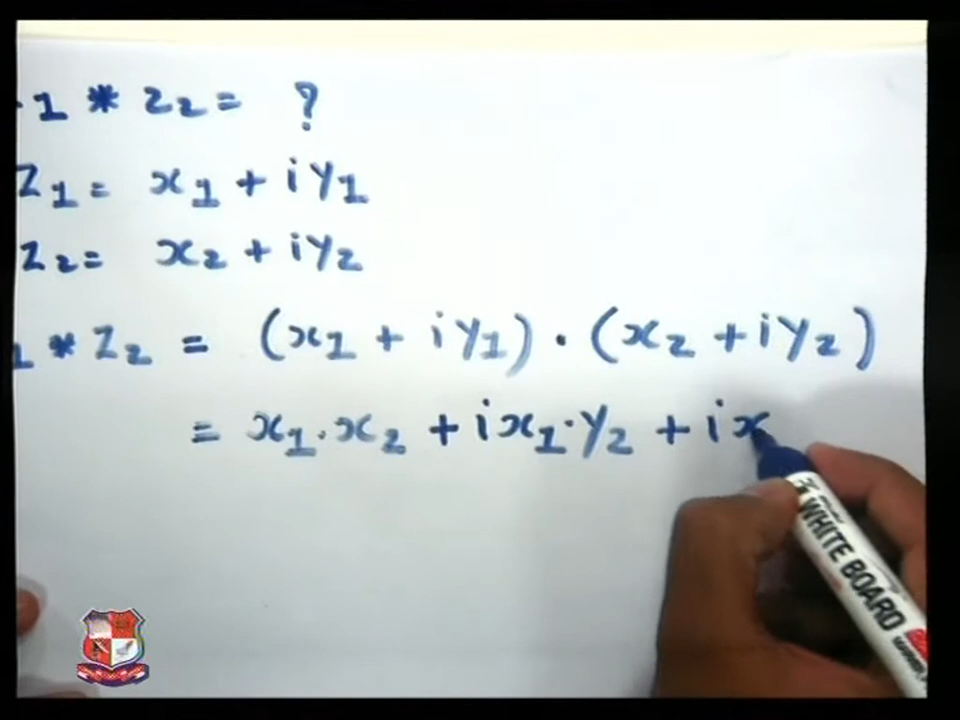 1 * Z2 = ?
Z1 = x1 + iy1
Z2 = x2 + iy2
1 * Z2 = (x1 + iy1) · (x2 + iy2)
= x1·x2 + ix1·y2 + ix
WHITE BOARD